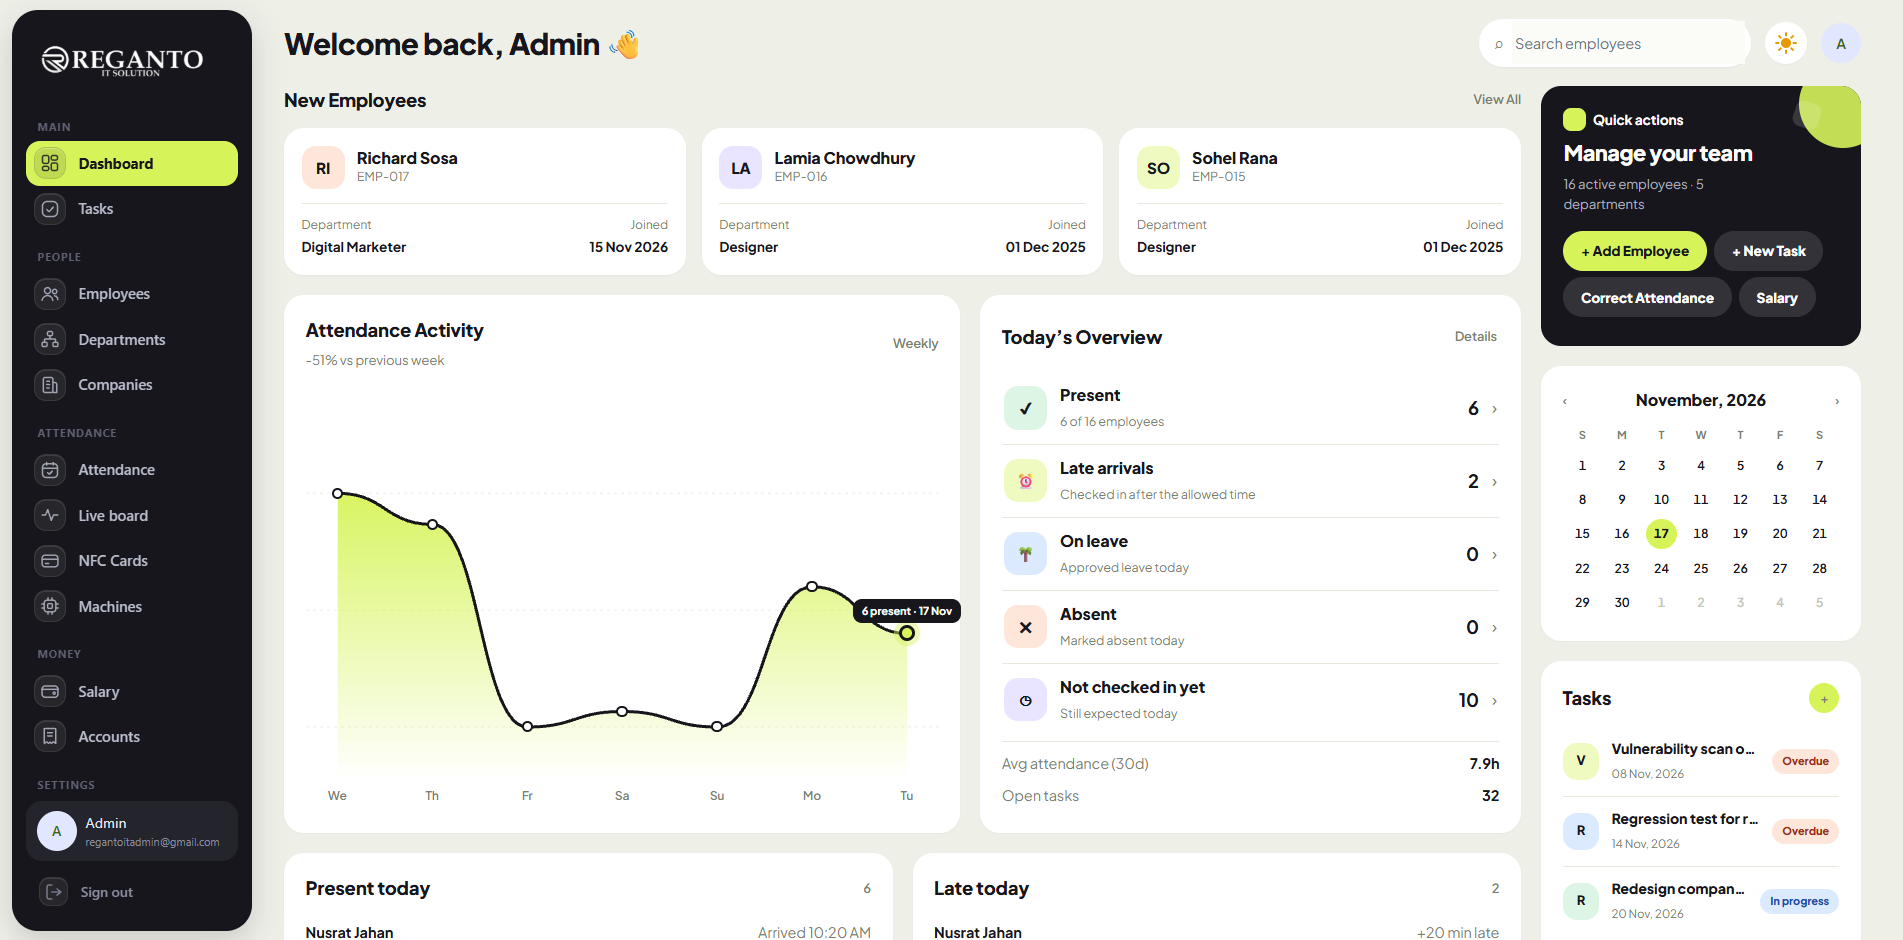 REGANTO
IT SOLUTION
MAIN
Dashboard
Tasks
PEOPLE
Employees
Departments
Companies
ATTENDANCE
Attendance
Live board
NFC Cards
Machines
MONEY
Salary
Accounts
SETTINGS
A
Admin
regantoitadmin@gmail.com
Sign out
Welcome back, Admin 👋
Search employees
A
New Employees
View All
RI
Richard Sosa
EMP-017
Department
Joined
Digital Marketer
15 Nov 2026
LA
Lamia Chowdhury
EMP-016
Department
Joined
Designer
01 Dec 2025
SO
Sohel Rana
EMP-015
Department
Joined
Designer
01 Dec 2025
Attendance Activity
-51% vs previous week
Weekly
6 present · 17 Nov
We Th Fr Sa Su Mo Tu
Today’s Overview
Details
Present
6 of 16 employees
6 ›
Late arrivals
Checked in after the allowed time
2 ›
On leave
Approved leave today
0 ›
Absent
Marked absent today
0 ›
Not checked in yet
Still expected today
10 ›
Avg attendance (30d)
7.9h
Open tasks
32
Present today
6
Nusrat Jahan
Arrived 10:20 AM
Late today
2
Nusrat Jahan
+20 min late
Quick actions
Manage your team
16 active employees · 5
departments
+ Add Employee
+ New Task
Correct Attendance
Salary
‹ November, 2026 ›
S M T W T F S
1 2 3 4 5 6 7
8 9 10 11 12 13 14
15 16 17 18 19 20 21
22 23 24 25 26 27 28
29 30 1 2 3 4 5
Tasks
+
V
Vulnerability scan o...
08 Nov, 2026
Overdue
R
Regression test for r...
14 Nov, 2026
Overdue
R
Redesign compan...
20 Nov, 2026
In progress